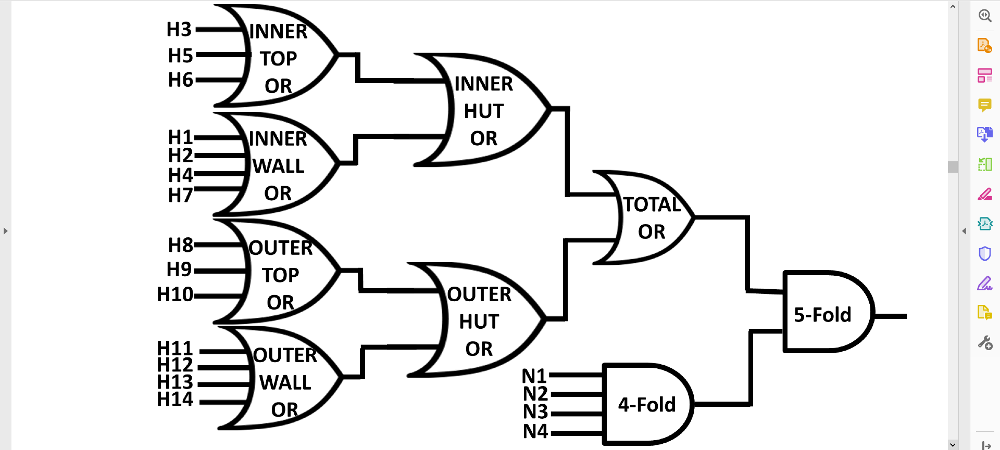 H3
H5
H6
INNER
TOP
OR
H1
H2
H4
H7
INNER
WALL
OR
H8
H9
H10
OUTER
TOP
OR
H11
H12
H13
H14
OUTER
WALL
OR
INNER
HUT
OR
OUTER
HUT
OR
TOTAL
OR
N1
N2
N3
N4
4-Fold
5-Fold